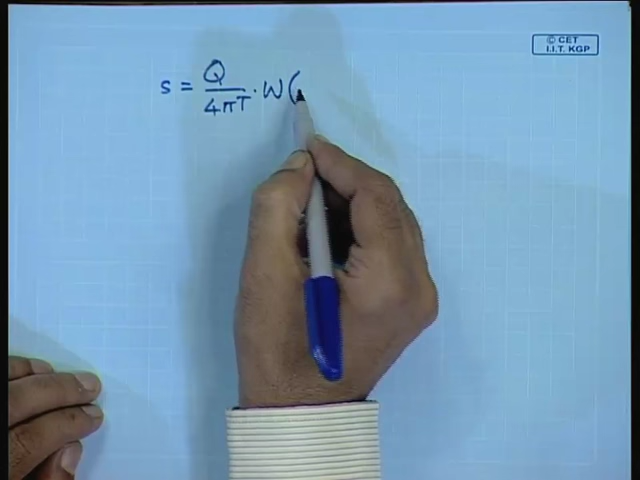 © CET
I.I.T. KGP
s = Q/4πT · W(